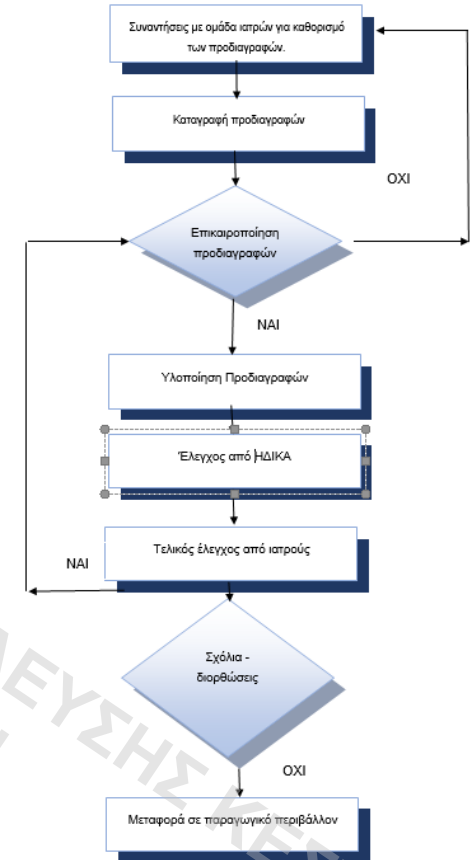 Συναντήσεις με ομάδα ιατρών για καθορισμό
των προδιαγραφών.
Καταγραφή προδιαγραφών
ΟΧΙ
Επικαιροποίηση
προδιαγραφών
ΝΑΙ
Υλοποίηση Προδιαγραφών
Έλεγχος από ΗΔΙΚΑ
Τελικός έλεγχος από ιατρούς
ΝΑΙ
Σχόλια -
διορθώσεις
ΟΧΙ
Μεταφορά σε παραγωγικό περιβάλλον